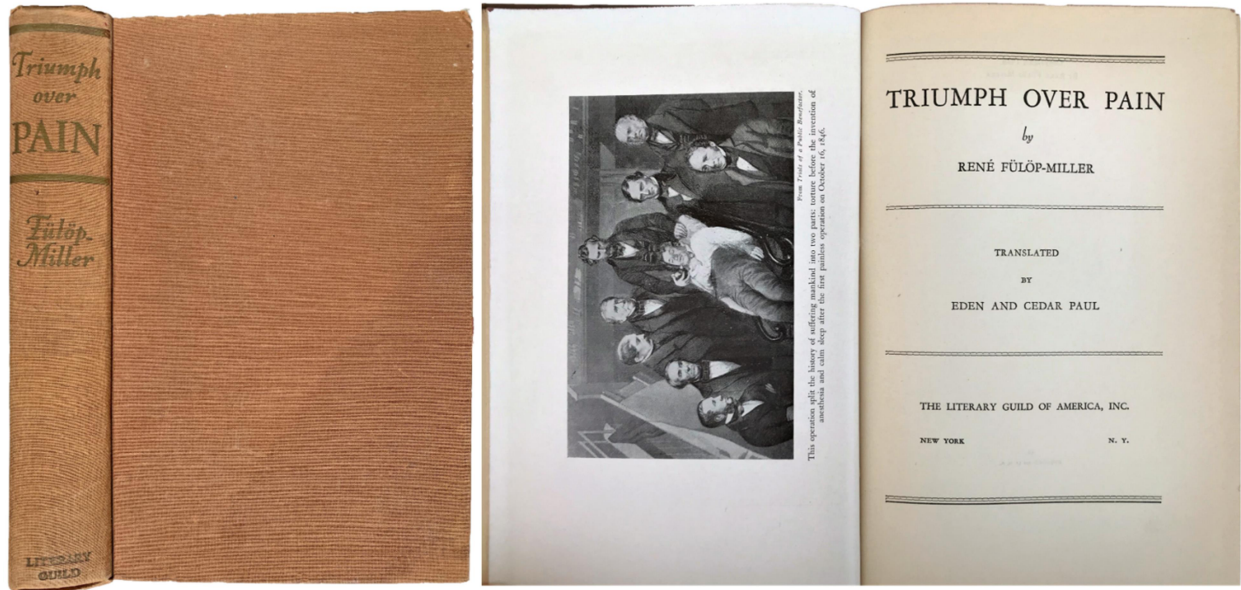 Triumph
over
PAIN
Fülöp-
Miller
LITERARY
GUILD
From Trials of a Public Benefactor.
This operation split the history of suffering mankind into two parts: torture before the invention of
anesthesia and calm sleep after the first painless operation on October 16, 1846.
TRIUMPH OVER PAIN
by
RENÉ FÜLÖP-MILLER
TRANSLATED
BY
EDEN AND CEDAR PAUL
THE LITERARY GUILD OF AMERICA, INC.
NEW YORK N. Y.